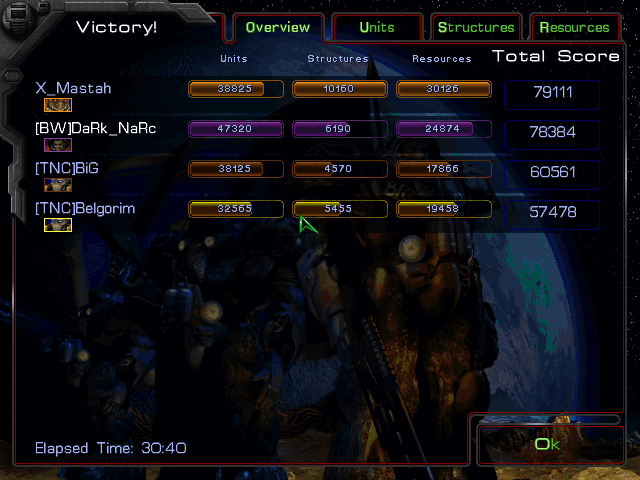 Victory!
Overview
Units
Structures
Resources
Units
Structures
Resources
Total Score
X_Mastah
38825
10160
30126
79111
[BW]DaRk_NaRc
47320
6190
24874
78384
[TNC]BiG
38125
4570
17866
60561
[TNC]Belgorim
32565
5455
19458
57478
Elapsed Time: 30:40
Ok